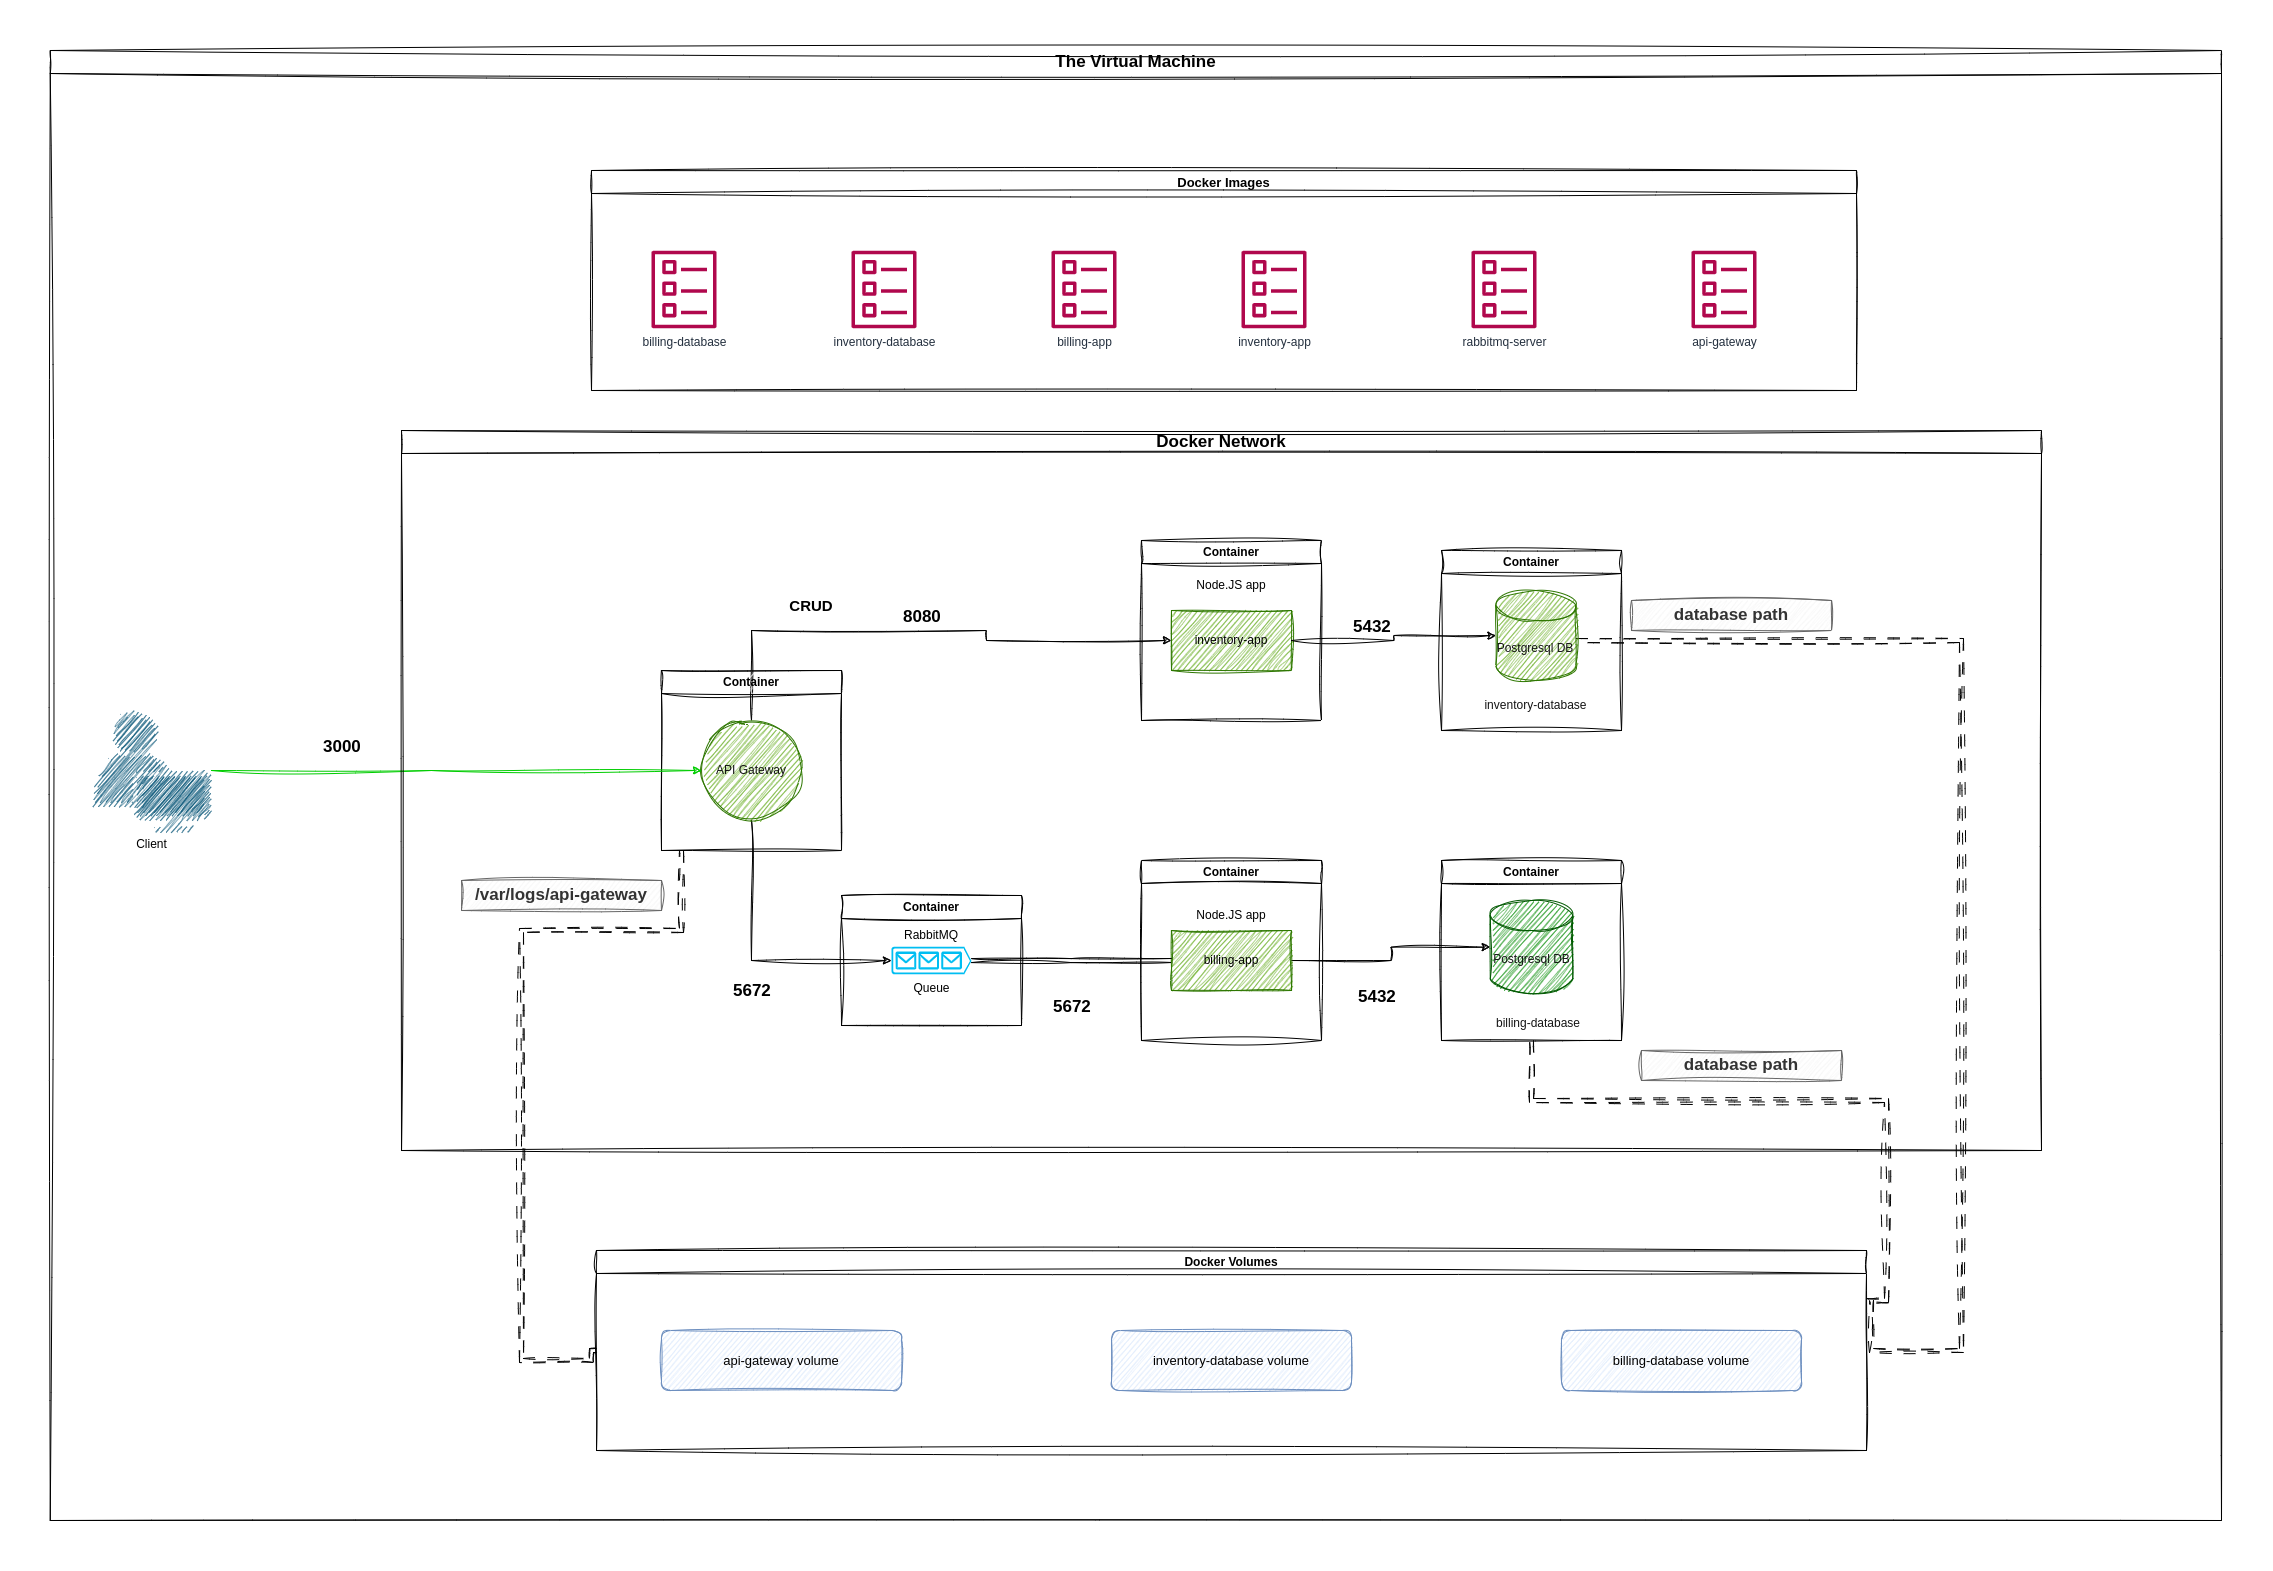 The Virtual Machine
Docker Images
billing-database
inventory-database
billing-app
inventory-app
rabbitmq-server
api-gateway
Docker Network
Container
Node.JS app
inventory-app
Container
Postgresql DB
inventory-database
database path
CRUD
8080
5432
Container
API Gateway
3000
Client
/var/logs/api-gateway
Container
RabbitMQ
Queue
5672
5672
Container
Node.JS app
billing-app
5432
Container
Postgresql DB
billing-database
database path
Docker Volumes
api-gateway volume
inventory-database volume
billing-database volume